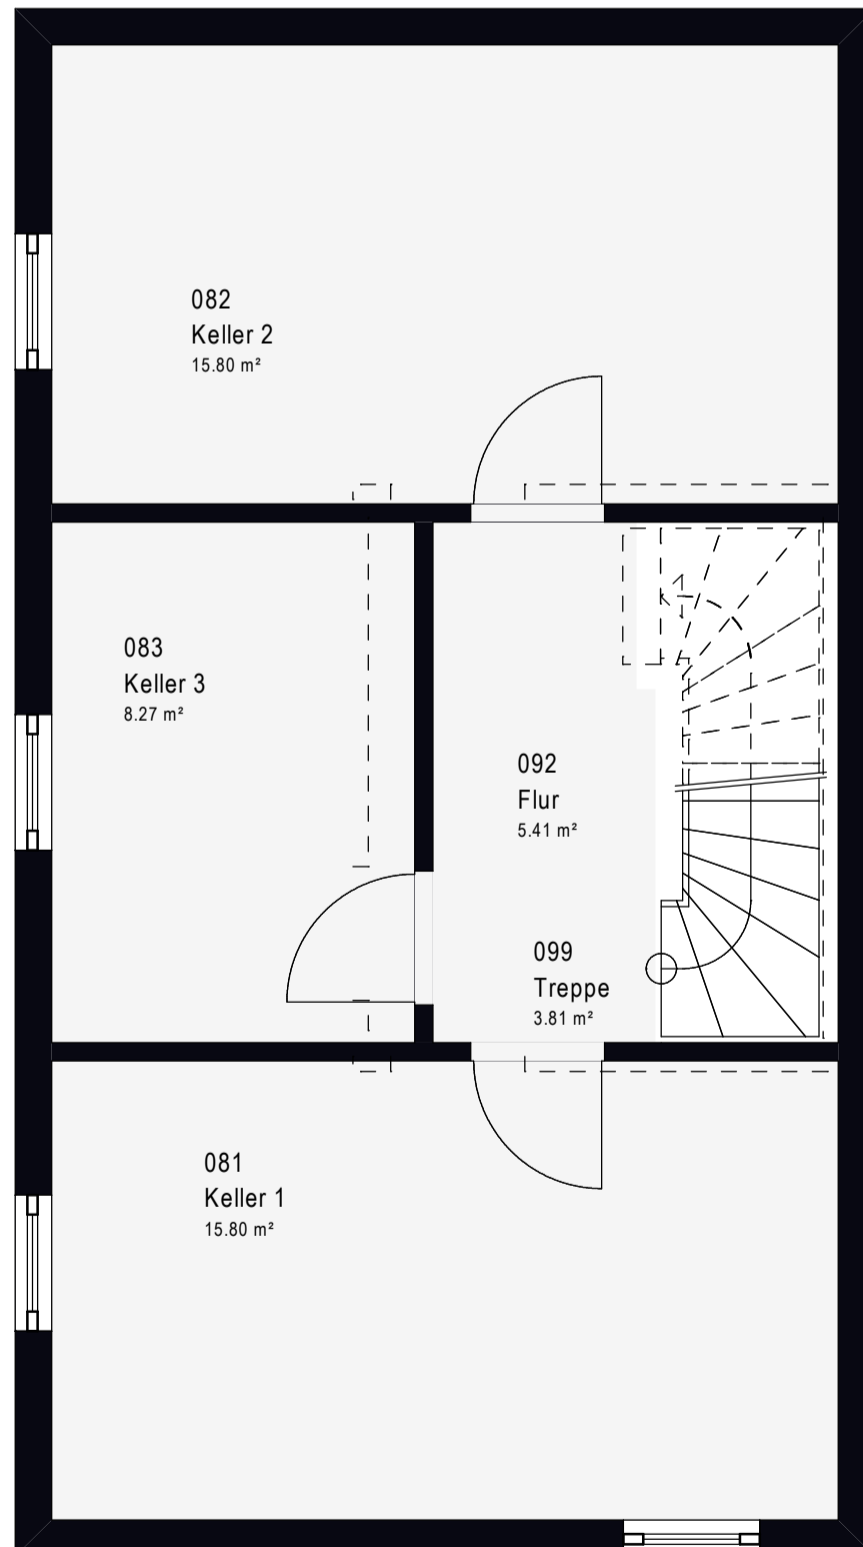 082
Keller 2
15.80 m²
083
Keller 3
8.27 m²
092
Flur
5.41 m²
099
Treppe
3.81 m²
081
Keller 1
15.80 m²